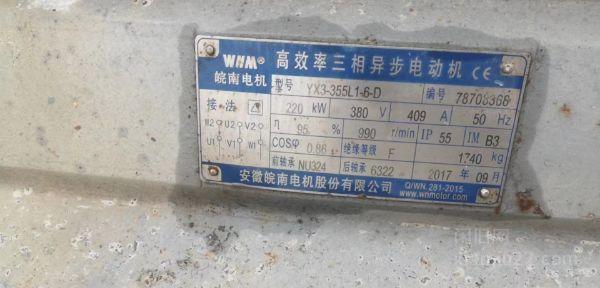 WNM® 高效率三相异步电动机 CE
皖南电机 型号 YX3-355L1-6-D 编号 78708368
接法 △ 220 kW 380 V 409 A 50 Hz
W2 U2 V2 η 95 % 990 r/min IP 55 IM B3
U1 V1 W1 COSφ 0.86 绝缘等级 F 1740 kg
前轴承 NU324 后轴承 6322 2017 年 09 月
安徽皖南电机股份有限公司 Q/WN.281-2015
www.wnmotor.com